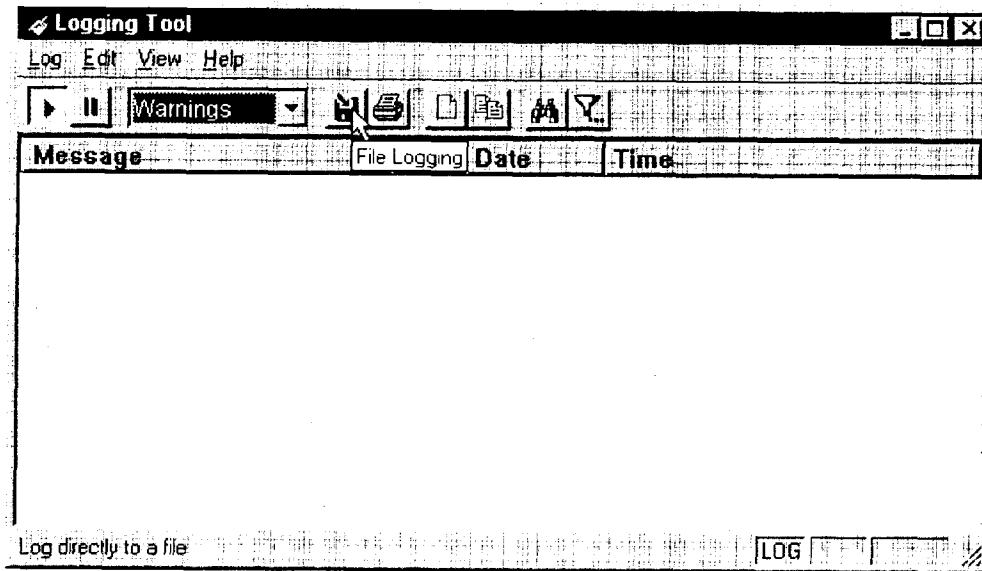 Logging Tool
Log Edit View Help
Warnings
Message File Logging Date Time
Log directly to a file LOG